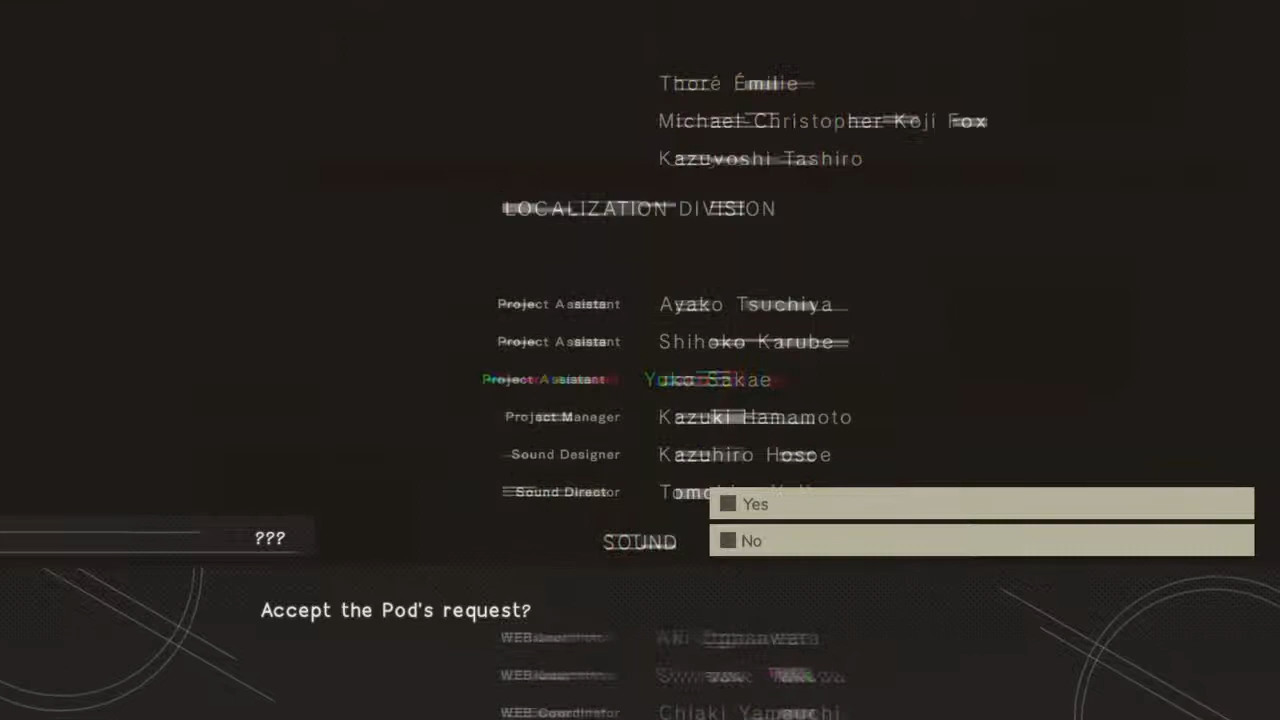 Thoré Émilie
Michael-Christopher Koji Fox
Kazuyoshi Tashiro
LOCALIZATION DIVISION
Project Assistant Ayako Tsuchiya
Project Assistant Shihoko Karube
Project Assistant Yuko Sakae
Project Manager Kazuki Hamamoto
Sound Designer Kazuhiro Hosoe
Sound Director
Yes
SOUND
No
???
Accept the Pod's request?
WEB
WEB
WEB Coordinator Chiaki Yamauchi